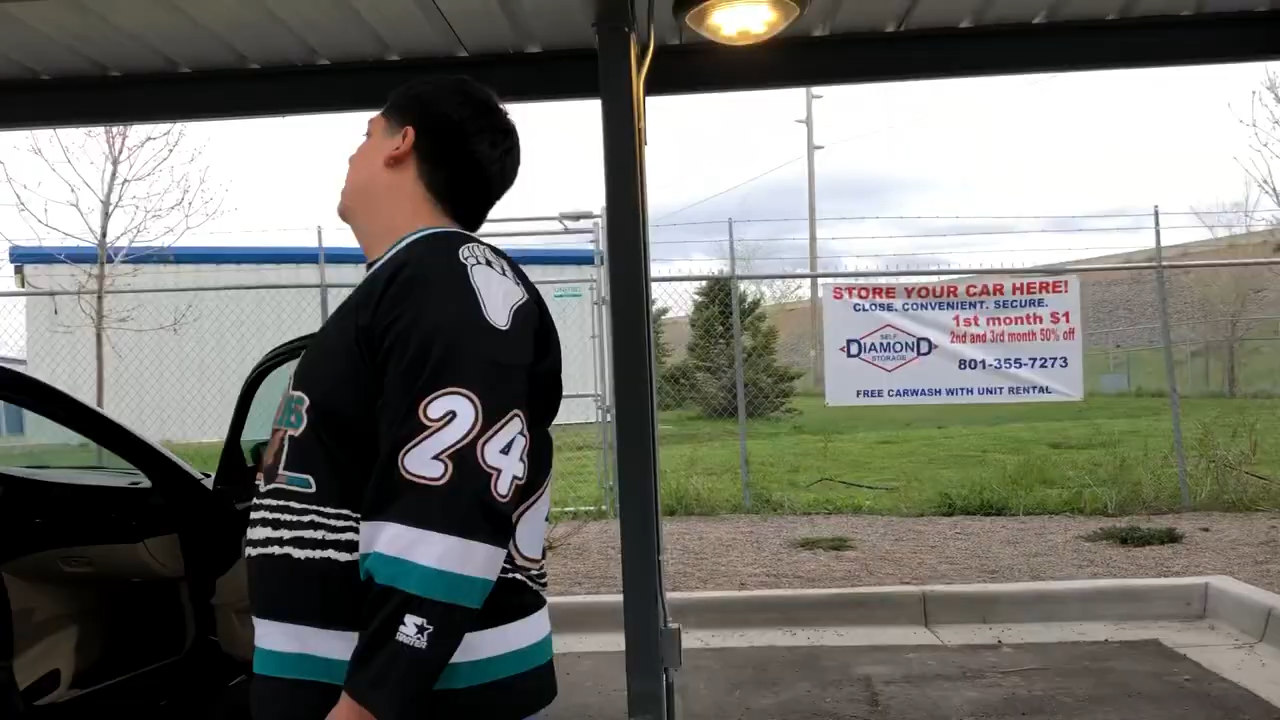 STORE YOUR CAR HERE!
CLOSE. CONVENIENT. SECURE.
1st month $1
2nd and 3rd month 50% off
SELF
DIAMOND
STORAGE
801-355-7273
FREE CARWASH WITH UNIT RENTAL
24
STARTER